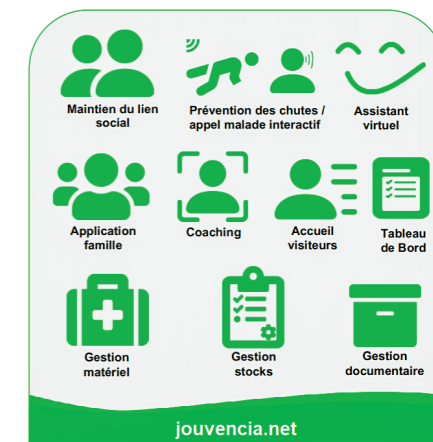 Maintien du lien
social
Prévention des chutes /
appel malade interactif
Assistant
virtuel
Application
famille
Coaching
Accueil
visiteurs
Tableau
de Bord
Gestion
matériel
Gestion
stocks
Gestion
documentaire
jouvencia.net